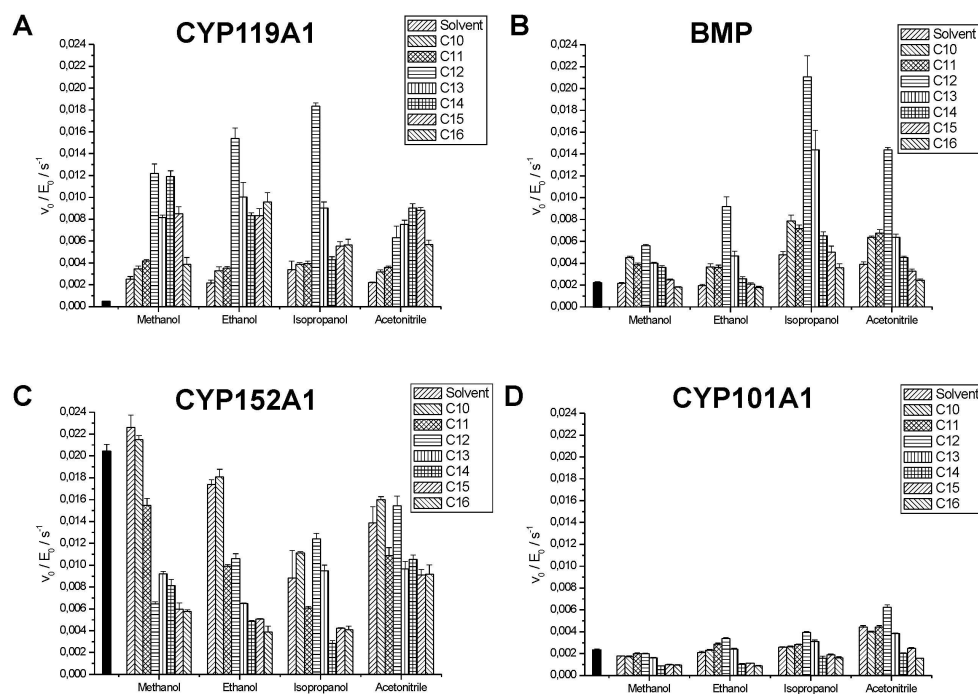 A
CYP119A1
0,024
0,022
0,020
0,018
0,016
0,014
0,012
0,010
0,008
0,006
0,004
0,002
0,000
v0 / E0 / s-1
Solvent
C10
C11
C12
C13
C14
C15
C16
Methanol Ethanol Isopropanol Acetonitrile
B
BMP
0,024
0,022
0,020
0,018
0,016
0,014
0,012
0,010
0,008
0,006
0,004
0,002
0,000
v0 / E0 / s-1
Solvent
C10
C11
C12
C13
C14
C15
C16
Methanol Ethanol Isopropanol Acetonitrile
C
CYP152A1
0,024
0,022
0,020
0,018
0,016
0,014
0,012
0,010
0,008
0,006
0,004
0,002
0,000
v0 / E0 / s-1
Solvent
C10
C11
C12
C13
C14
C15
C16
Methanol Ethanol Isopropanol Acetonitrile
D
CYP101A1
0,024
0,022
0,020
0,018
0,016
0,014
0,012
0,010
0,008
0,006
0,004
0,002
0,000
v0 / E0 / s-1
Solvent
C10
C11
C12
C13
C14
C15
C16
Methanol Ethanol Isopropanol Acetonitrile